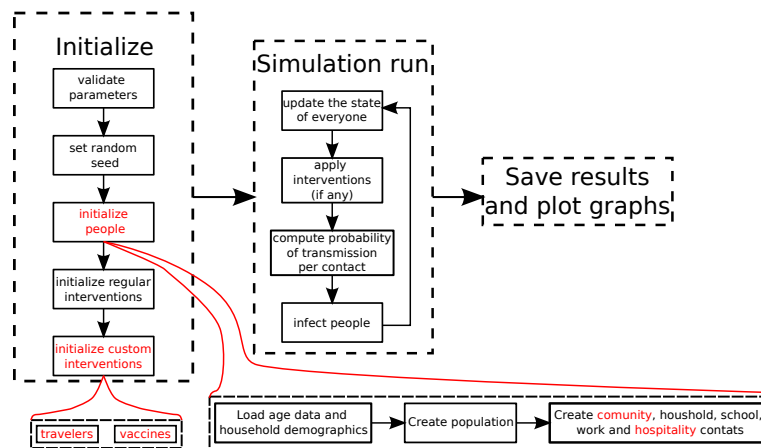 Initialize
validate
parameters
set random
seed
initialize
people
initialize regular
interventions
initialize custom
interventions
travelers
vaccines
Simulation run
update the state
of everyone
apply
interventions
(if any)
compute probability
of transmission
per contact
infect people
Save results
and plot graphs
Load age data and
household demographics
Create population
Create comunity, houshold, school,
work and hospitality contats